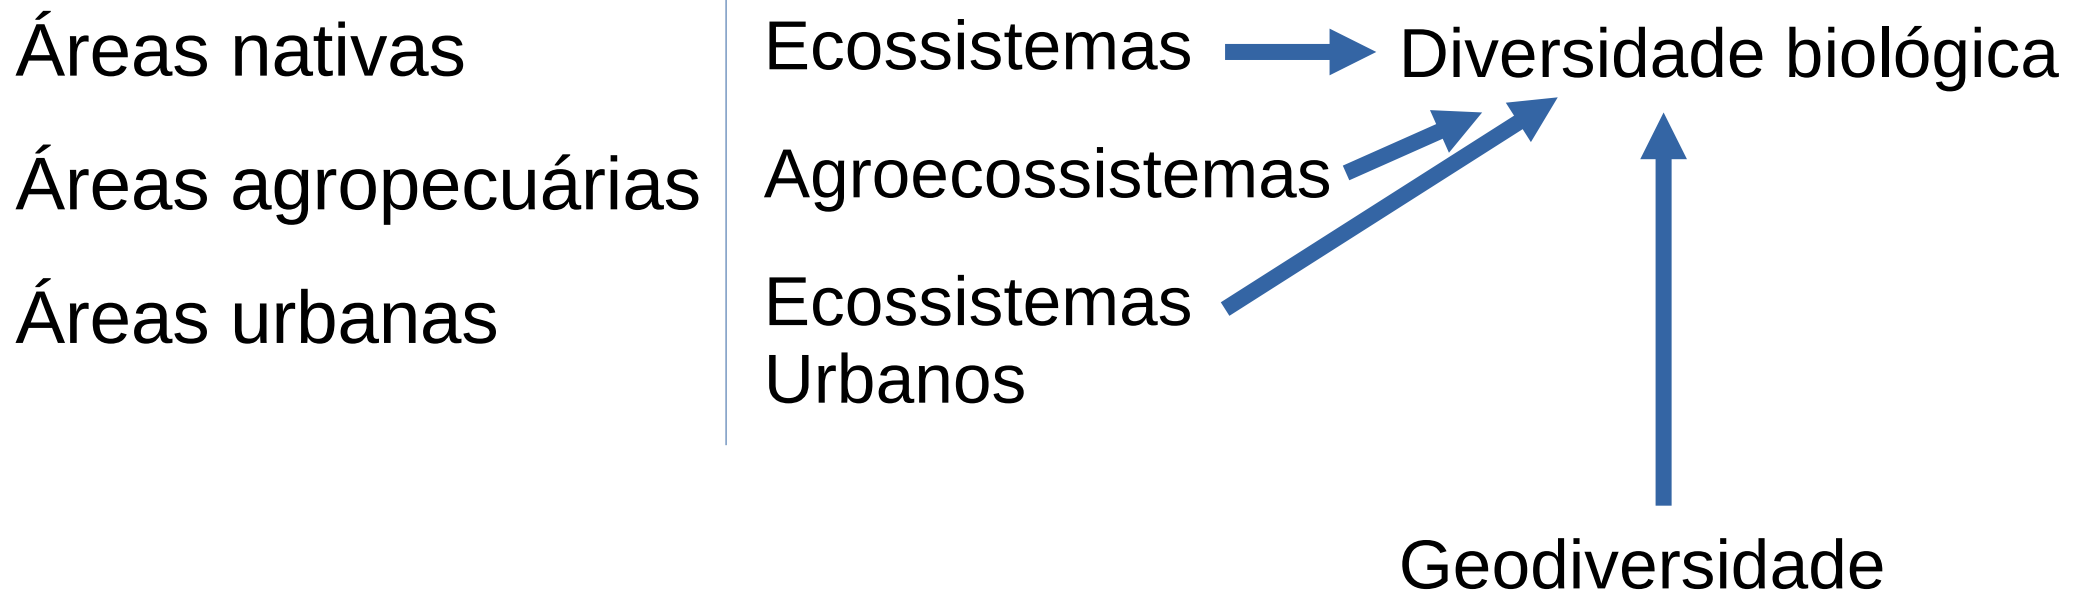 Áreas nativas
Áreas agropecuárias
Áreas urbanas
Ecossistemas
Agroecossistemas
Ecossistemas
Urbanos
Diversidade biológica
Geodiversidade